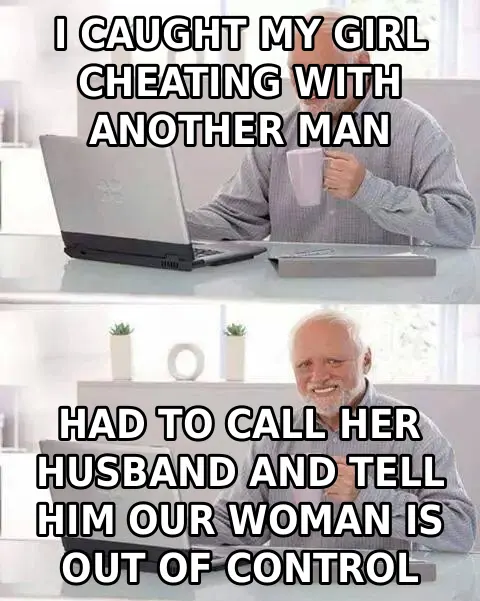 I CAUGHT MY GIRL
CHEATING WITH
ANOTHER MAN
HAD TO CALL HER
HUSBAND AND TELL
HIM OUR WOMAN IS
OUT OF CONTROL